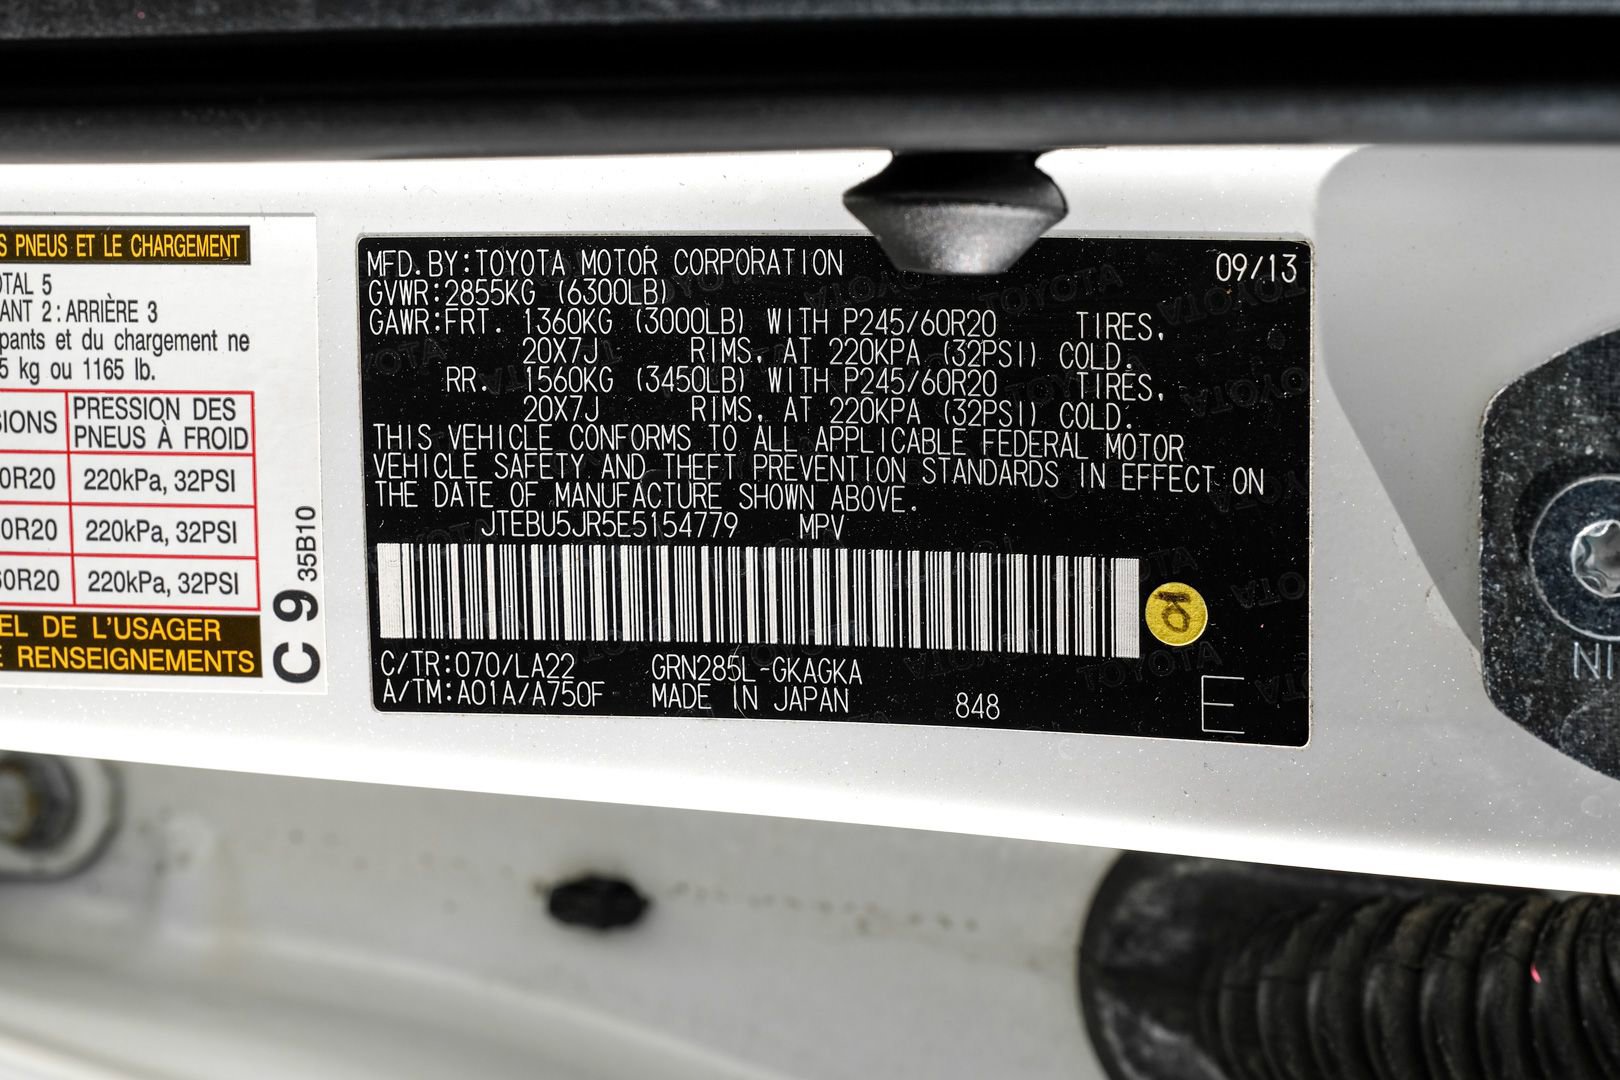 S PNEUS ET LE CHARGEMENT
OTAL 5
ANT 2 : ARRIÈRE 3
pants et du chargement ne
5 kg ou 1165 lb.
SIONS PRESSION DES PNEUS À FROID
0R20 220kPa, 32PSI
0R20 220kPa, 32PSI
60R20 220kPa, 32PSI
EL DE L'USAGER
E RENSEIGNEMENTS
C 9 35B10
MFD.BY:TOYOTA MOTOR CORPORATION 09/13
GVWR:2855KG (6300LB)
GAWR:FRT. 1360KG (3000LB) WITH P245/60R20 TIRES,
20X7J RIMS, AT 220KPA (32PSI) COLD.
RR. 1560KG (3450LB) WITH P245/60R20 TIRES,
20X7J RIMS, AT 220KPA (32PSI) COLD.
THIS VEHICLE CONFORMS TO ALL APPLICABLE FEDERAL MOTOR
VEHICLE SAFETY AND THEFT PREVENTION STANDARDS IN EFFECT ON
THE DATE OF MANUFACTURE SHOWN ABOVE.
JTEBU5JR5E5154779 MPV
C/TR:070/LA22 GRN285L-GKAGKA
A/TM:A01A/A750F MADE IN JAPAN 848 E
NI